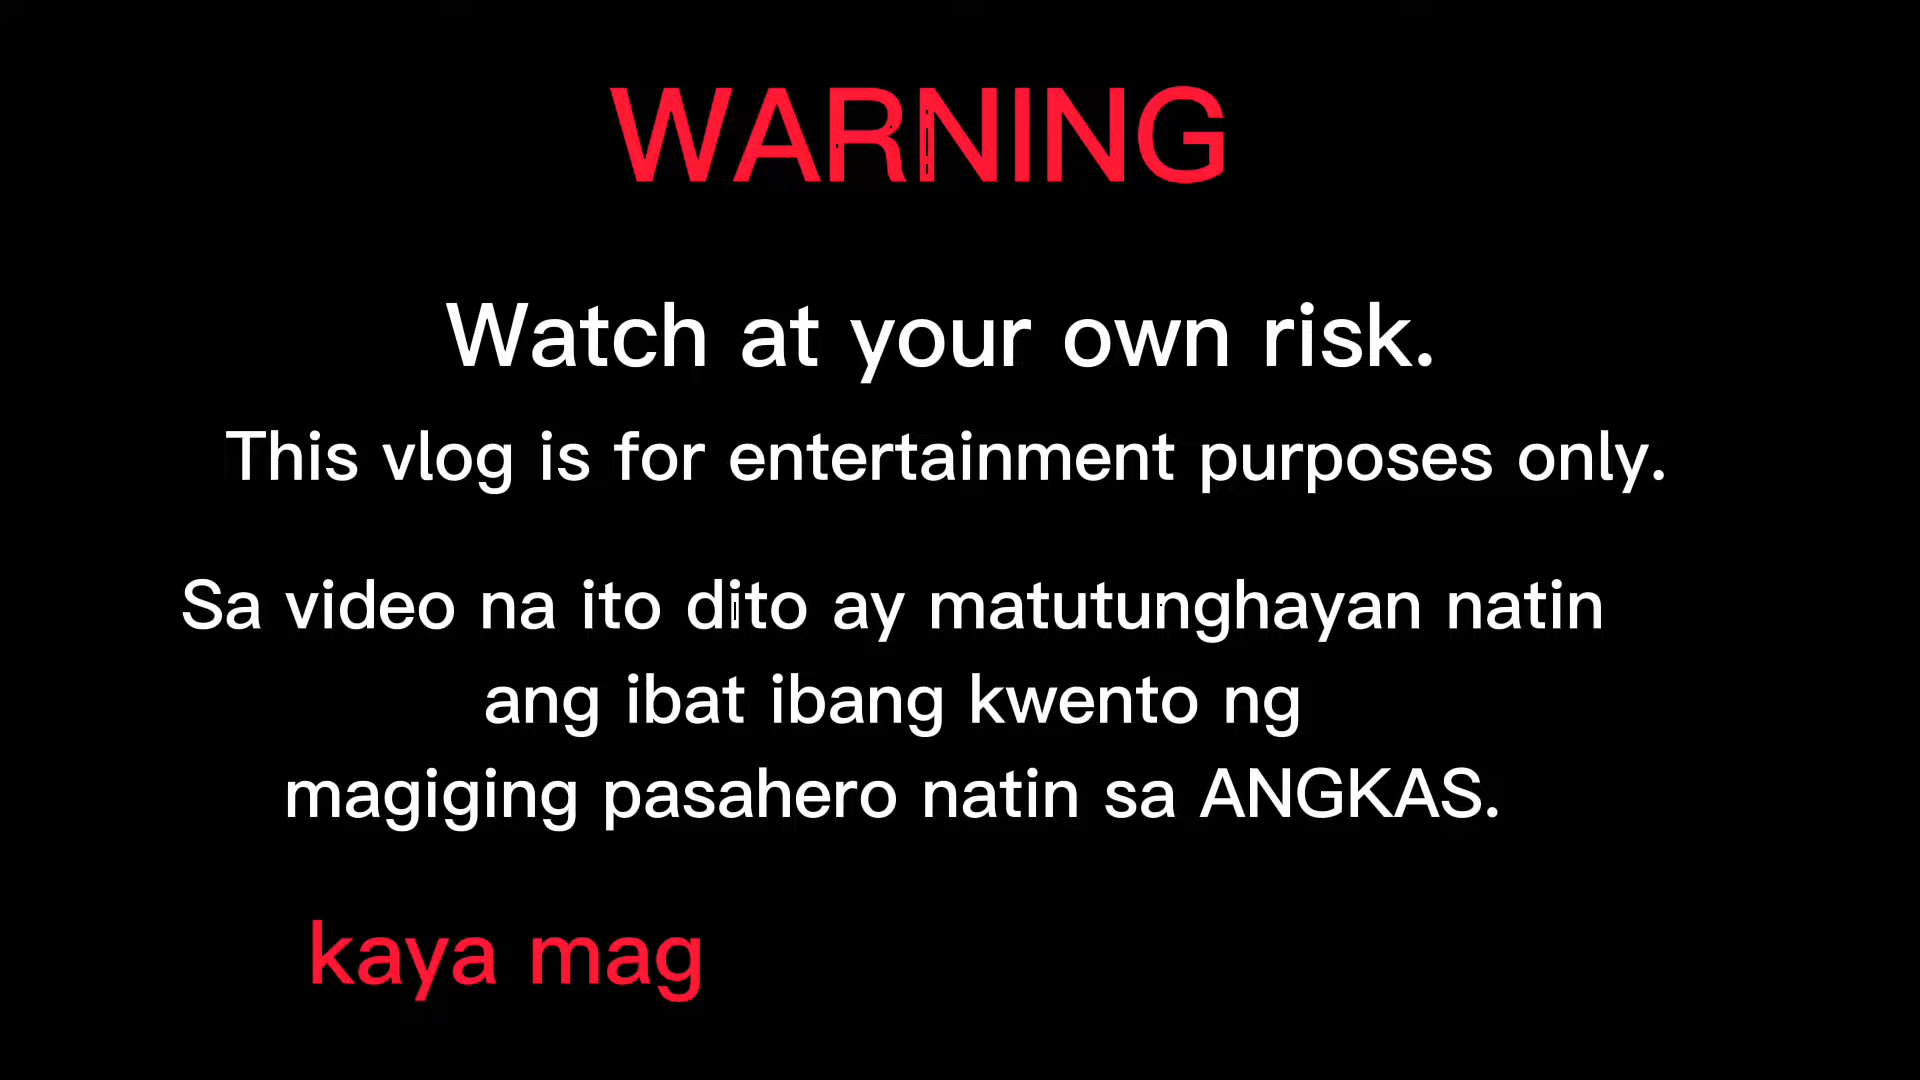 WARNING
Watch at your own risk.
This vlog is for entertainment purposes only.
Sa video na ito dito ay matutunghayan natin
ang ibat ibang kwento ng
magiging pasahero natin sa ANGKAS.
kaya mag